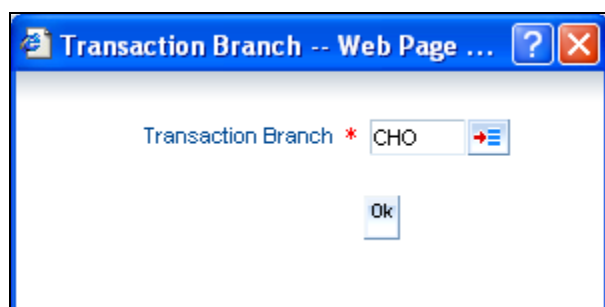 Transaction Branch -- Web Page ...
Transaction Branch * CHO
Ok